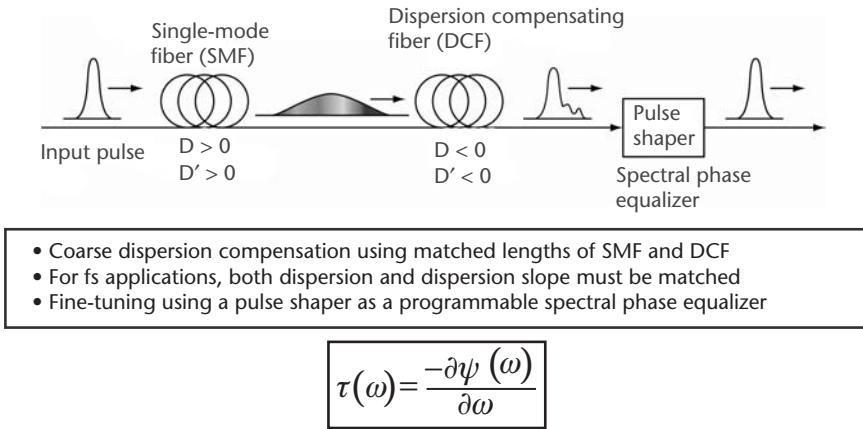 Single-mode
fiber (SMF)
Dispersion compensating
fiber (DCF)
Input pulse
D > 0
D′ > 0
D < 0
D′ < 0
Pulse
shaper
Spectral phase
equalizer
• Coarse dispersion compensation using matched lengths of SMF and DCF
• For fs applications, both dispersion and dispersion slope must be matched
• Fine-tuning using a pulse shaper as a programmable spectral phase equalizer
τ(ω) = −∂ψ (ω) / ∂ω